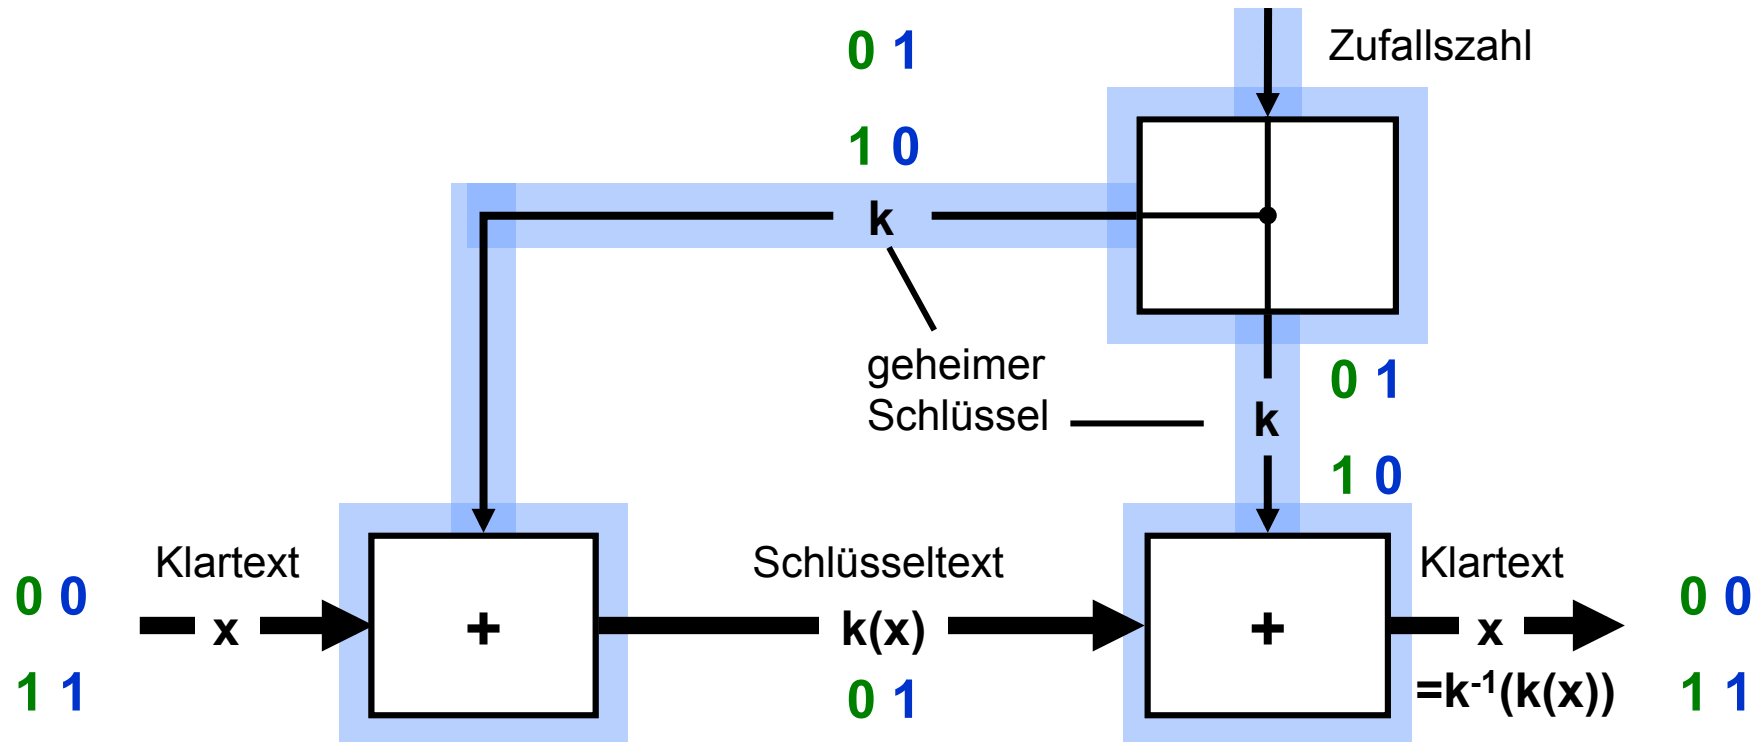 0 1
Zufallszahl
1 0
k
geheimer
Schlüssel
0 1
k
1 0
Klartext
Schlüsseltext
Klartext
0 0
x
+
k(x)
+
x
0 0
1 1
0 1
=k-1(k(x))
1 1